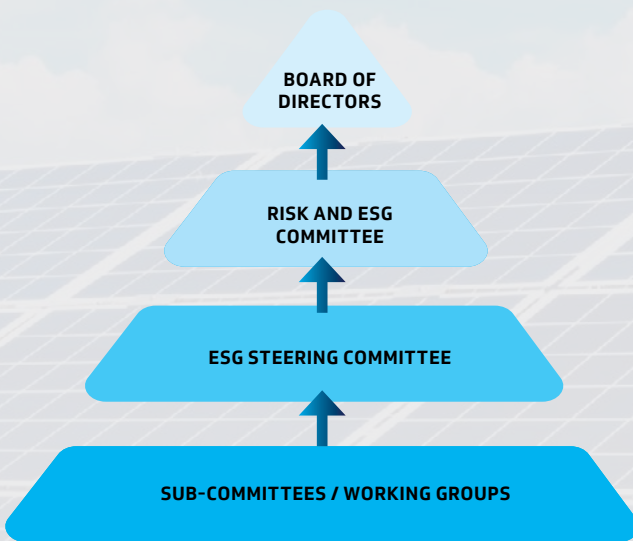 BOARD OF
DIRECTORS
RISK AND ESG
COMMITTEE
ESG STEERING COMMITTEE
SUB-COMMITTEES / WORKING GROUPS